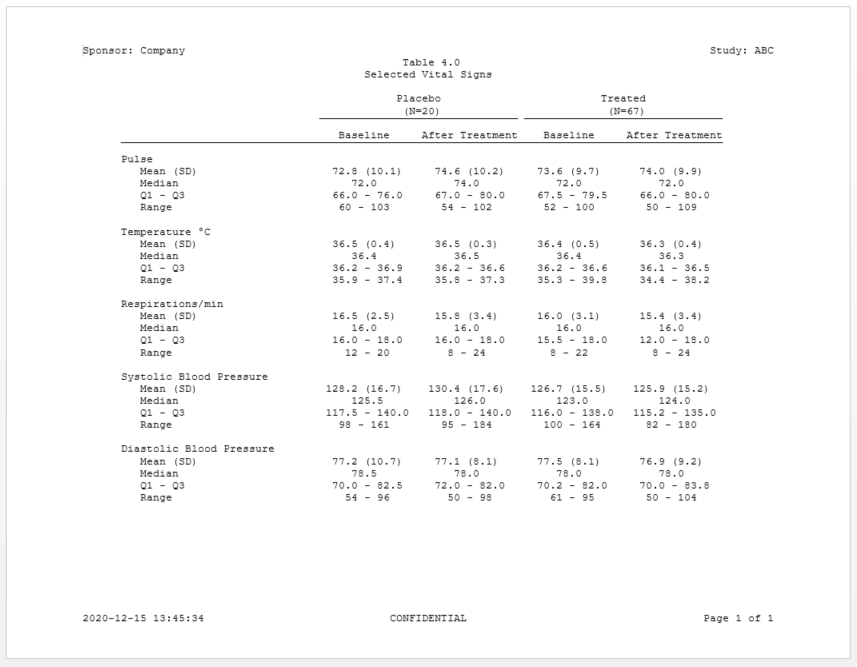 Sponsor: Company Study: ABC
Table 4.0
Selected Vital Signs
Placebo Treated
(N=20) (N=67)
Baseline After Treatment Baseline After Treatment
Pulse
Mean (SD) 72.8 (10.1) 74.6 (10.2) 73.6 (9.7) 74.0 (9.9)
Median 72.0 74.0 72.0 72.0
Q1 - Q3 66.0 - 76.0 67.0 - 80.0 67.5 - 79.5 66.0 - 80.0
Range 60 - 103 54 - 102 52 - 100 50 - 109
Temperature °C
Mean (SD) 36.5 (0.4) 36.5 (0.3) 36.4 (0.5) 36.3 (0.4)
Median 36.4 36.5 36.4 36.3
Q1 - Q3 36.2 - 36.9 36.2 - 36.6 36.2 - 36.6 36.1 - 36.5
Range 35.9 - 37.4 35.8 - 37.3 35.3 - 39.8 34.4 - 38.2
Respirations/min
Mean (SD) 16.5 (2.5) 15.8 (3.4) 16.0 (3.1) 15.4 (3.4)
Median 16.0 16.0 16.0 16.0
Q1 - Q3 16.0 - 18.0 16.0 - 18.0 15.5 - 18.0 12.0 - 18.0
Range 12 - 20 8 - 24 8 - 22 8 - 24
Systolic Blood Pressure
Mean (SD) 128.2 (16.7) 130.4 (17.6) 126.7 (15.5) 125.9 (15.2)
Median 125.5 126.0 123.0 124.0
Q1 - Q3 117.5 - 140.0 118.0 - 140.0 116.0 - 138.0 115.2 - 135.0
Range 98 - 161 95 - 184 100 - 164 82 - 180
Diastolic Blood Pressure
Mean (SD) 77.2 (10.7) 77.1 (8.1) 77.5 (8.1) 76.9 (9.2)
Median 78.5 78.0 78.0 78.0
Q1 - Q3 70.0 - 82.5 72.0 - 82.0 70.2 - 82.0 70.0 - 83.8
Range 54 - 96 50 - 98 61 - 95 50 - 104
2020-12-15 13:45:34 CONFIDENTIAL Page 1 of 1